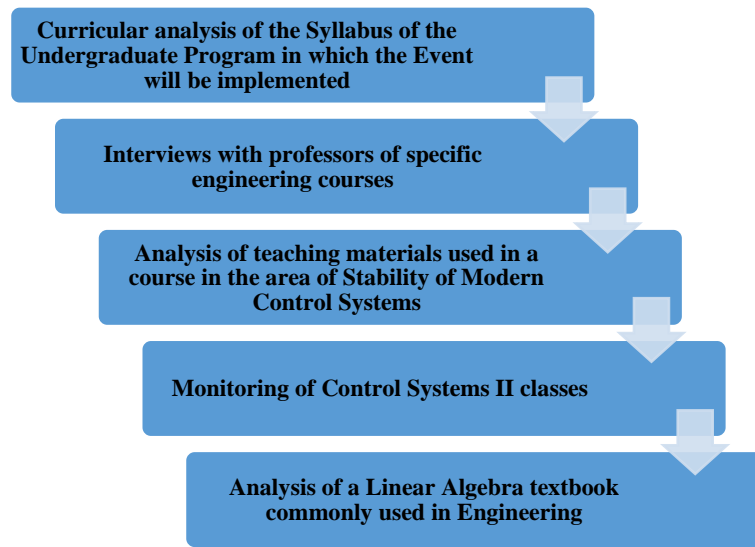 Curricular analysis of the Syllabus of the
Undergraduate Program in which the Event
will be implemented
Interviews with professors of specific
engineering courses
Analysis of teaching materials used in a
course in the area of Stability of Modern
Control Systems
Monitoring of Control Systems II classes
Analysis of a Linear Algebra textbook
commonly used in Engineering